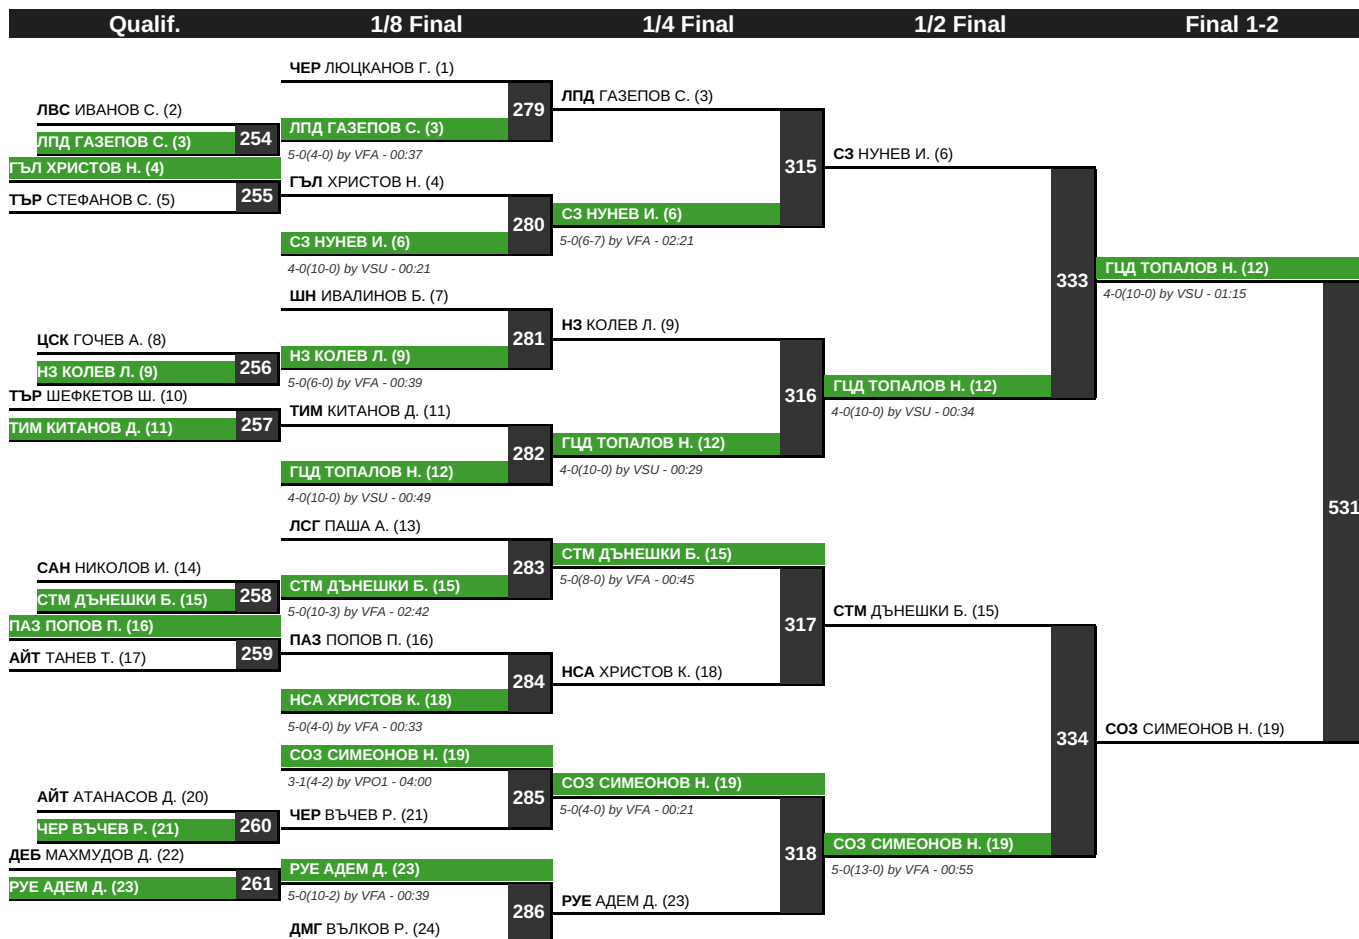 Qualif. 1/8 Final 1/4 Final 1/2 Final Final 1-2
ЛВС ИВАНОВ С. (2)
ЛПД ГАЗЕПОВ С. (3)
254
ГЪЛ ХРИСТОВ Н. (4)
ТЪР СТЕФАНОВ С. (5)
255
ЦСК ГОЧЕВ А. (8)
НЗ КОЛЕВ Л. (9)
256
ТЪР ШЕФКЕТОВ Ш. (10)
ТИМ КИТАНОВ Д. (11)
257
САН НИКОЛОВ И. (14)
СТМ ДЪНЕШКИ Б. (15)
258
ПАЗ ПОПОВ П. (16)
АЙТ ТАНЕВ Т. (17)
259
АЙТ АТАНАСОВ Д. (20)
ЧЕР ВЪЧЕВ Р. (21)
260
ДЕБ МАХМУДОВ Д. (22)
РУЕ АДЕМ Д. (23)
261
ЧЕР ЛЮЦКАНОВ Г. (1)
279
ЛПД ГАЗЕПОВ С. (3)
5-0(4-0) by VFA - 00:37
ГЪЛ ХРИСТОВ Н. (4)
280
СЗ НУНЕВ И. (6)
4-0(10-0) by VSU - 00:21
ШН ИВАЛИНОВ Б. (7)
281
НЗ КОЛЕВ Л. (9)
5-0(6-0) by VFA - 00:39
ТИМ КИТАНОВ Д. (11)
282
ГЦД ТОПАЛОВ Н. (12)
4-0(10-0) by VSU - 00:49
ЛСГ ПАША А. (13)
283
СТМ ДЪНЕШКИ Б. (15)
5-0(10-3) by VFA - 02:42
ПАЗ ПОПОВ П. (16)
284
НСА ХРИСТОВ К. (18)
5-0(4-0) by VFA - 00:33
СОЗ СИМЕОНОВ Н. (19)
3-1(4-2) by VPO1 - 04:00
285
ЧЕР ВЪЧЕВ Р. (21)
РУЕ АДЕМ Д. (23)
5-0(10-2) by VFA - 00:39
286
ДМГ ВЪЛКОВ Р. (24)
ЛПД ГАЗЕПОВ С. (3)
315
СЗ НУНЕВ И. (6)
5-0(6-7) by VFA - 02:21
НЗ КОЛЕВ Л. (9)
316
ГЦД ТОПАЛОВ Н. (12)
4-0(10-0) by VSU - 00:29
СТМ ДЪНЕШКИ Б. (15)
5-0(8-0) by VFA - 00:45
317
НСА ХРИСТОВ К. (18)
СОЗ СИМЕОНОВ Н. (19)
5-0(4-0) by VFA - 00:21
318
РУЕ АДЕМ Д. (23)
СЗ НУНЕВ И. (6)
333
ГЦД ТОПАЛОВ Н. (12)
4-0(10-0) by VSU - 00:34
СТМ ДЪНЕШКИ Б. (15)
334
СОЗ СИМЕОНОВ Н. (19)
5-0(13-0) by VFA - 00:55
ГЦД ТОПАЛОВ Н. (12)
4-0(10-0) by VSU - 01:15
531
СОЗ СИМЕОНОВ Н. (19)